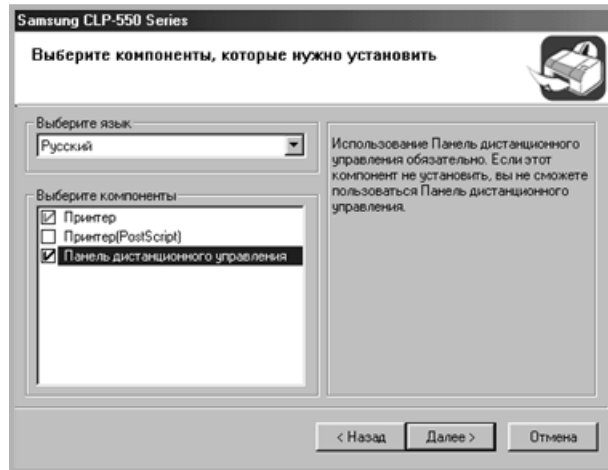 Samsung CLP-550 Series
Выберите компоненты, которые нужно установить
Выберите язык
Русский
Выберите компоненты
Принтер
Принтер(PostScript)
Панель дистанционного управления
Использование Панель дистанционного
управления обязательно. Если этот
компонент не установить, вы не сможете
пользоваться Панель дистанционного
управления.
< Назад
Далее >
Отмена